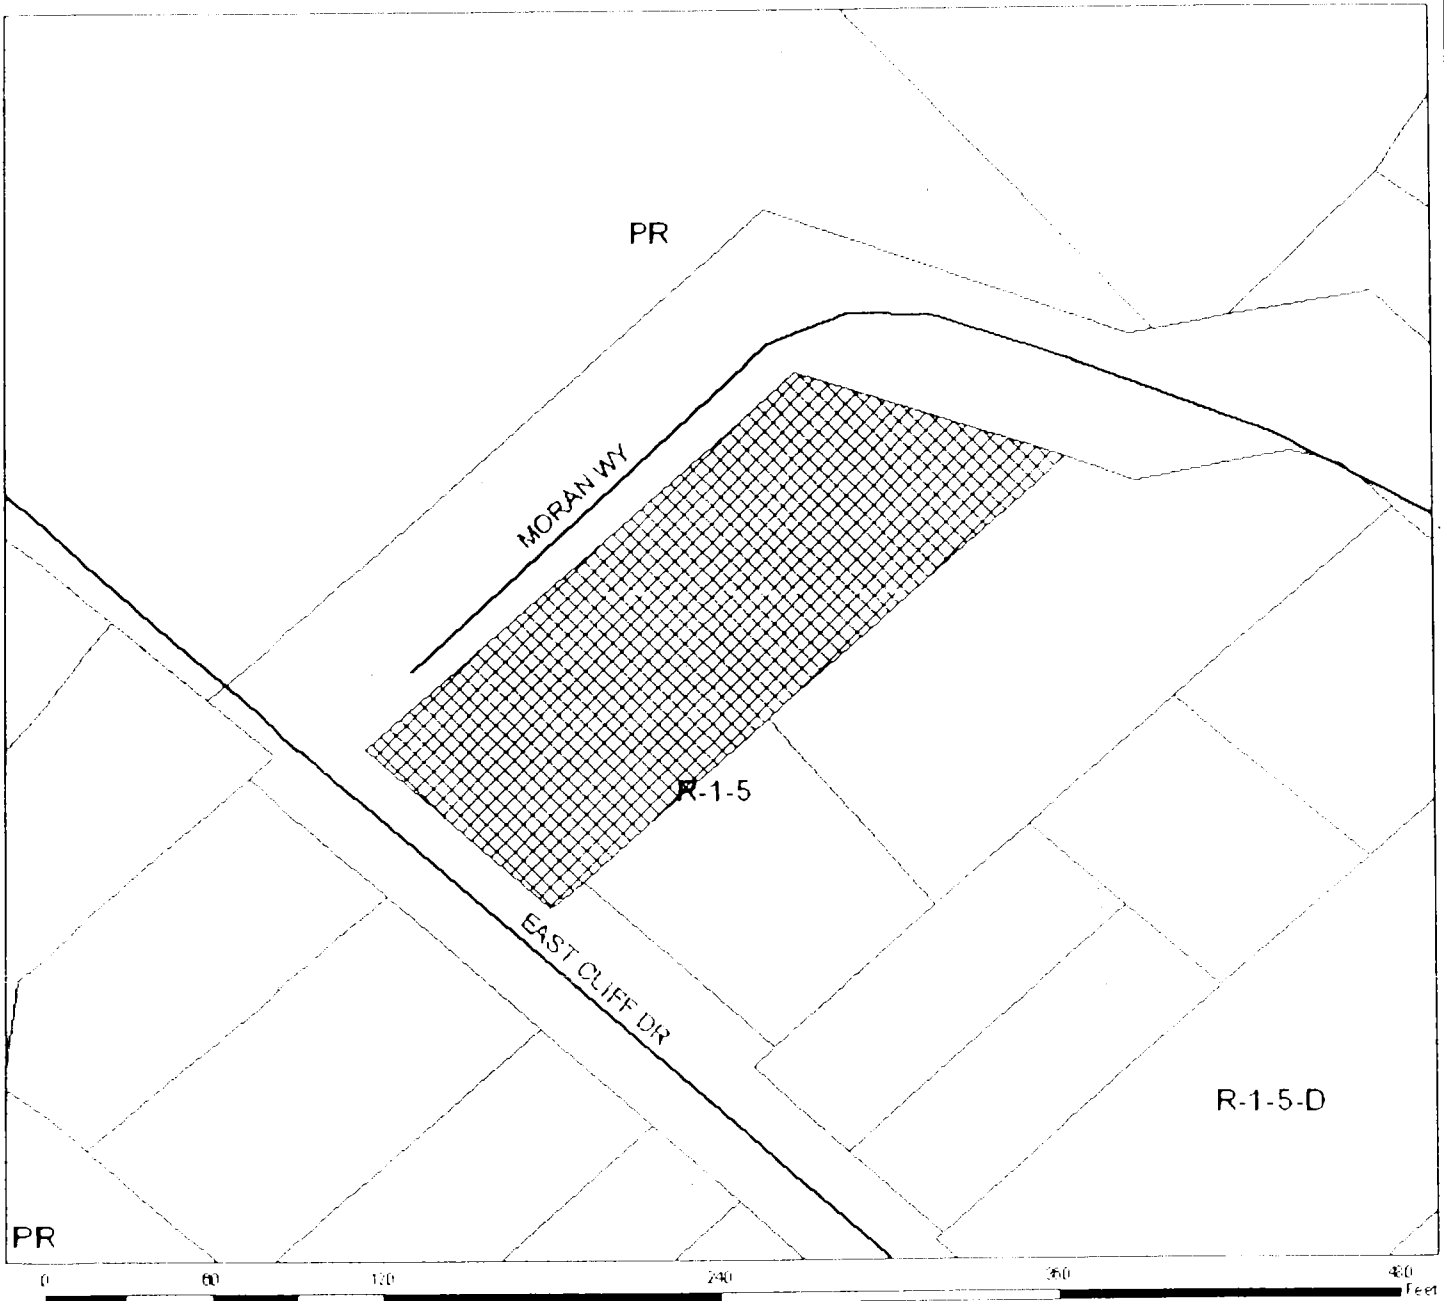 PR
MORAN WY
R-1-5
EAST CLIFF DR
R-1-5-D
PR
0 60 120 240 360 480
Feet